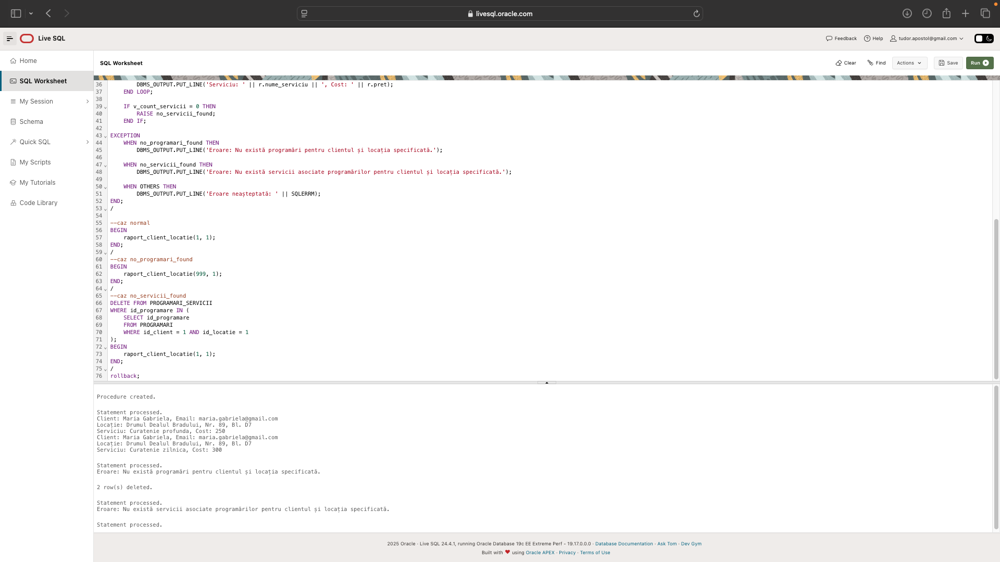 livesql.oracle.com
Live SQL
Feedback
Help
tudor.apostol@gmail.com
Home
SQL Worksheet
My Session
Schema
Quick SQL
My Scripts
My Tutorials
Code Library
SQL Worksheet
Clear
Find
Actions
Save
Run
36         DBMS_OUTPUT.PUT_LINE('Serviciu: ' || r.nume_serviciu || ', Cost: ' || r.pret);
37     END LOOP;
38
39     IF v_count_servicii = 0 THEN
40         RAISE no_servicii_found;
41     END IF;
42
43 EXCEPTION
44     WHEN no_programari_found THEN
45         DBMS_OUTPUT.PUT_LINE('Eroare: Nu există programări pentru clientul și locația specificată.');
46
47     WHEN no_servicii_found THEN
48         DBMS_OUTPUT.PUT_LINE('Eroare: Nu există servicii asociate programărilor pentru clientul și locația specificată.');
49
50     WHEN OTHERS THEN
51         DBMS_OUTPUT.PUT_LINE('Eroare neașteptată: ' || SQLERRM);
52 END;
53 /
54
55 --caz normal
56 BEGIN
57     raport_client_locatie(1, 1);
58 END;
59 /
60 --caz no_programari_found
61 BEGIN
62     raport_client_locatie(999, 1);
63 END;
64 /
65 --caz no_servicii_found
66 DELETE FROM PROGRAMARI_SERVICII
67 WHERE id_programare IN (
68     SELECT id_programare
69     FROM PROGRAMARI
70     WHERE id_client = 1 AND id_locatie = 1
71 );
72 BEGIN
73     raport_client_locatie(1, 1);
74 END;
75 /
76 rollback;
Procedure created.
Statement processed.
Client: Maria Gabriela, Email: maria.gabriela@gmail.com
Locație: Drumul Dealul Bradului, Nr. 89, Bl. D7
Serviciu: Curatenie profunda, Cost: 250
Client: Maria Gabriela, Email: maria.gabriela@gmail.com
Locație: Drumul Dealul Bradului, Nr. 89, Bl. D7
Serviciu: Curatenie zilnica, Cost: 300
Statement processed.
Eroare: Nu există programări pentru clientul și locația specificată.
2 row(s) deleted.
Statement processed.
Eroare: Nu există servicii asociate programărilor pentru clientul și locația specificată.
Statement processed.
2025 Oracle · Live SQL 24.4.1, running Oracle Database 19c EE Extreme Perf - 19.17.0.0.0 · Database Documentation · Ask Tom · Dev Gym
Built with ❤ using Oracle APEX · Privacy · Terms of Use